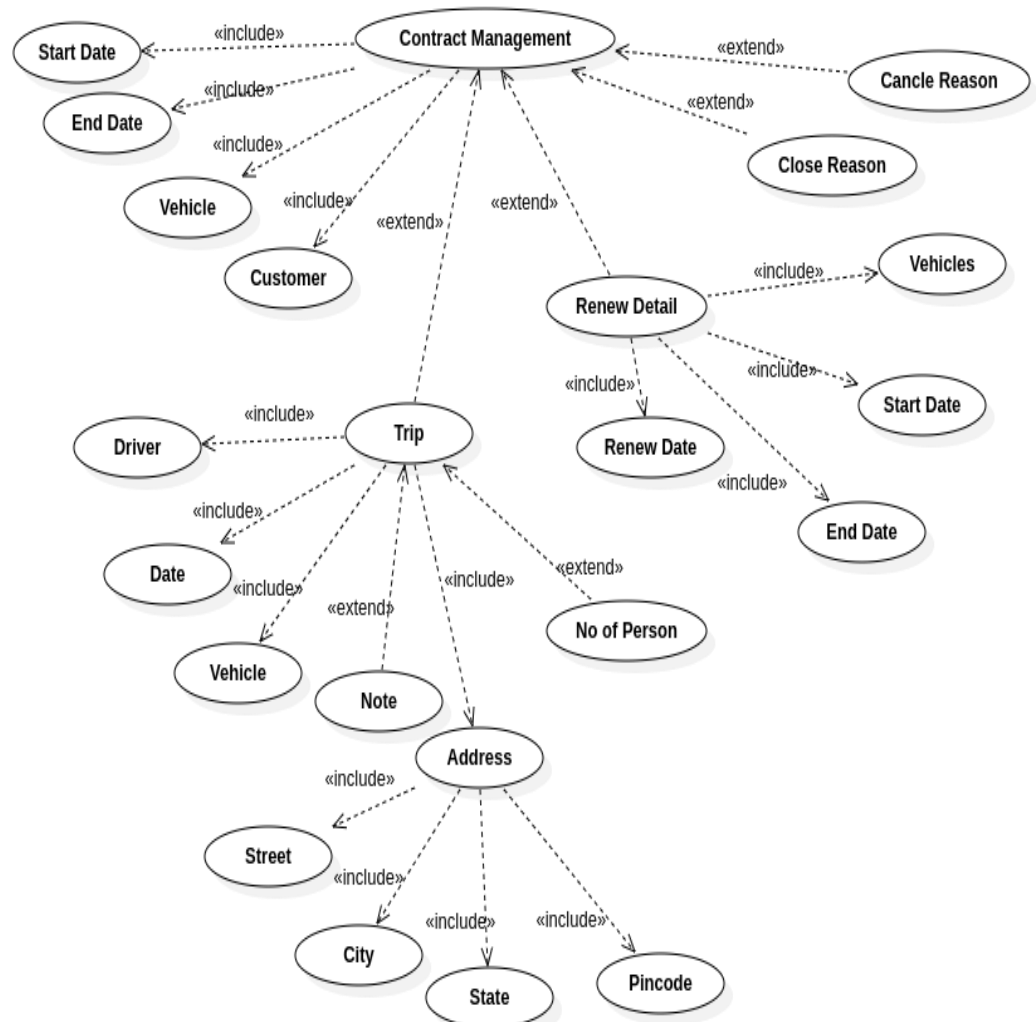 Contract Management
Start Date
«include»
«extend»
Cancle Reason
«include»
End Date
«extend»
«include»
Close Reason
Vehicle
«include»
«extend»
«extend»
Customer
Vehicles
«include»
Renew Detail
«include»
«include»
Start Date
Driver
«include»
Trip
Renew Date
«include»
«include»
End Date
Date
«include»
«extend»
«include»
«extend»
No of Person
Vehicle
Note
Address
«include»
Street
«include»
«include»
«include»
City
State
Pincode